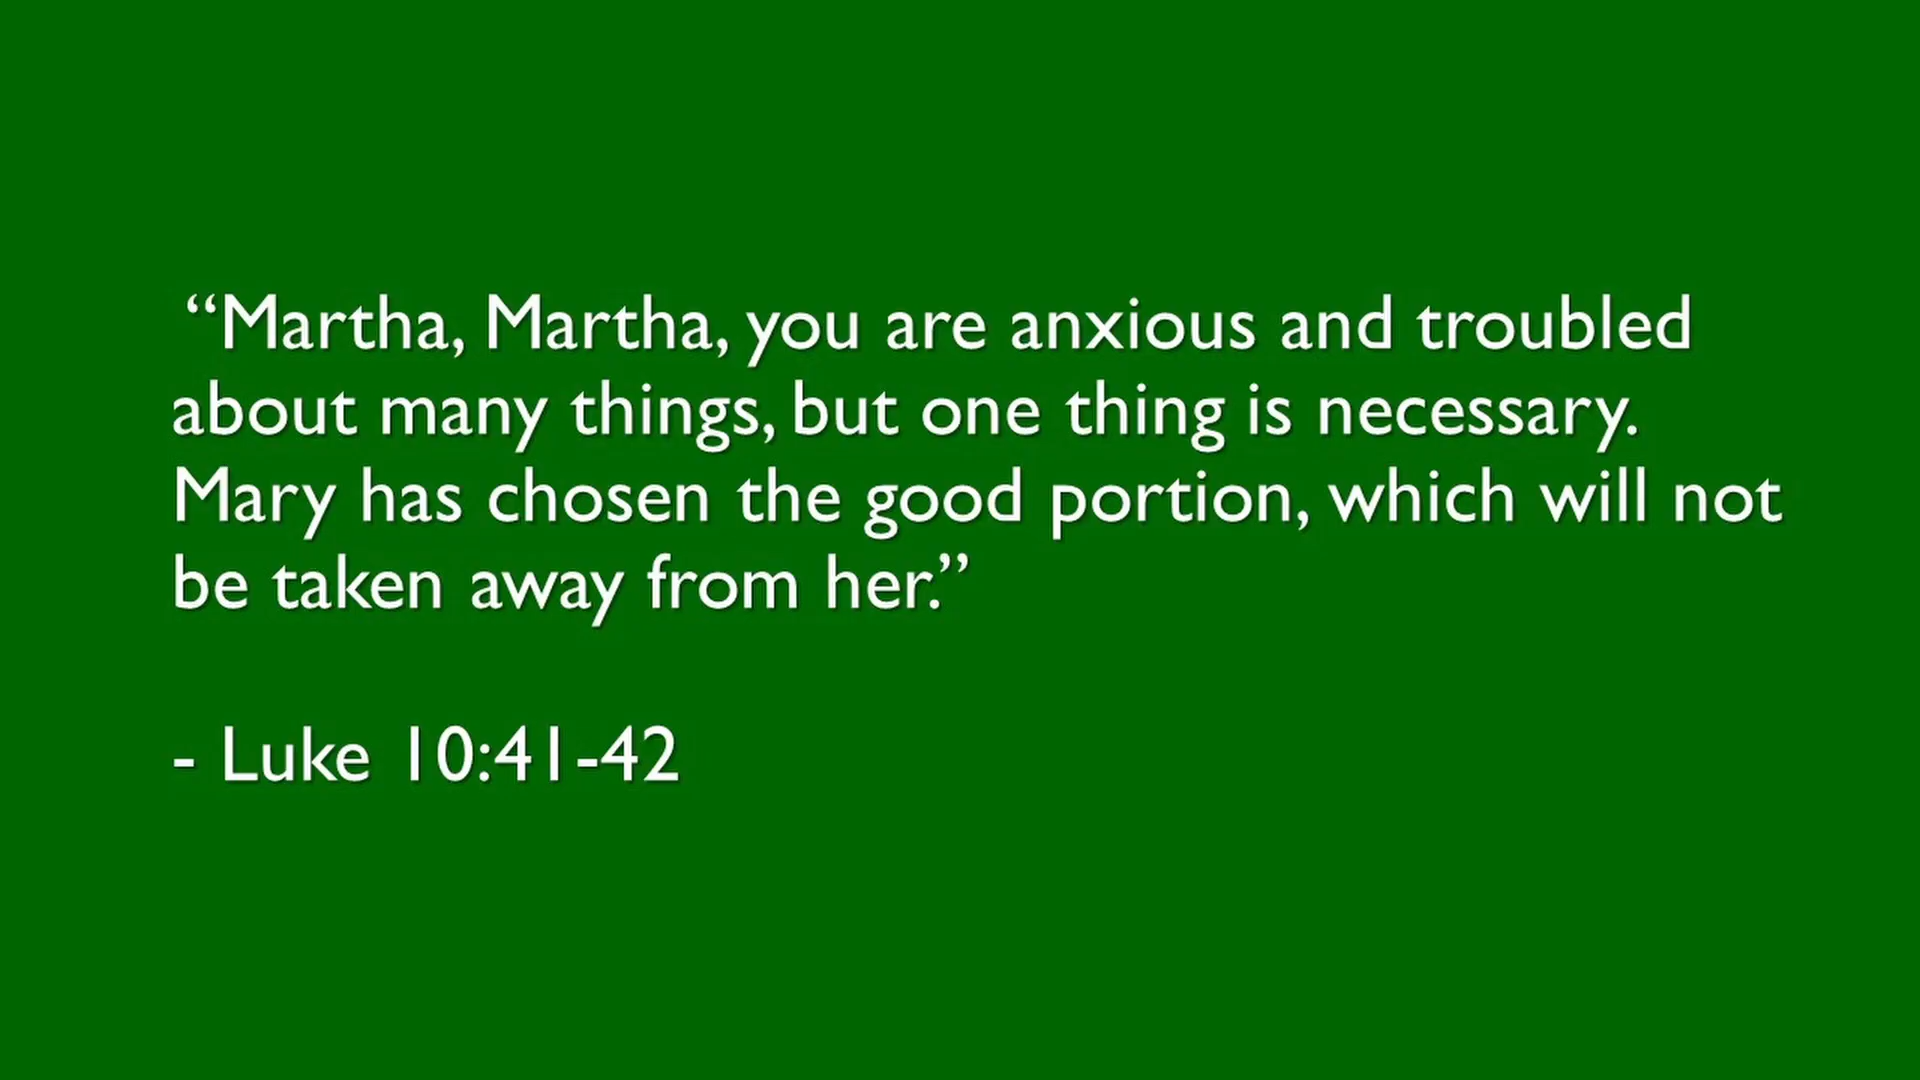 “Martha, Martha, you are anxious and troubled
about many things, but one thing is necessary.
Mary has chosen the good portion, which will not
be taken away from her.”
- Luke 10:41-42